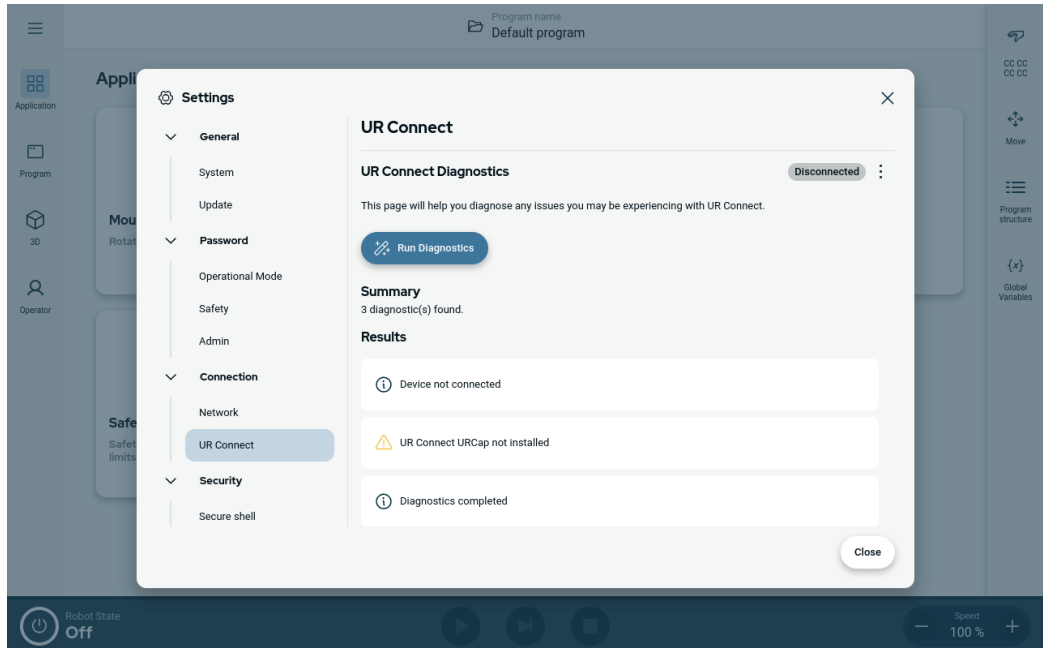 Program name
Default program
Application
Program
3D
Operator
Appli
Mou
Rotat
Safe
Safet
limits
Settings
General
System
Update
Password
Operational Mode
Safety
Admin
Connection
Network
UR Connect
Security
Secure shell
UR Connect
UR Connect Diagnostics
Disconnected
This page will help you diagnose any issues you may be experiencing with UR Connect.
Run Diagnostics
Summary
3 diagnostic(s) found.
Results
Device not connected
UR Connect URCap not installed
Diagnostics completed
Close
CC CC
CC CC
Move
Program
structure
{x}
Global
Variables
Robot State
Off
Speed
100 %